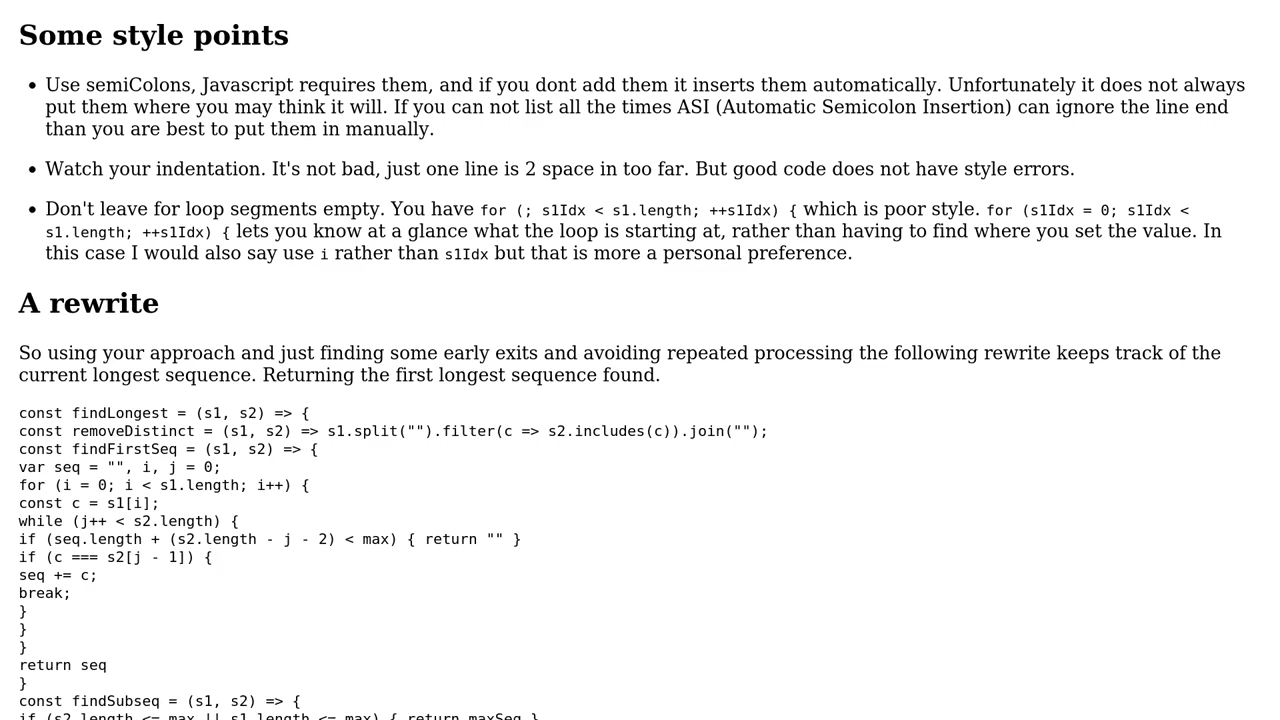 Some style points
• Use semiColons, Javascript requires them, and if you dont add them it inserts them automatically. Unfortunately it does not always
put them where you may think it will. If you can not list all the times ASI (Automatic Semicolon Insertion) can ignore the line end
than you are best to put them in manually.
• Watch your indentation. It's not bad, just one line is 2 space in too far. But good code does not have style errors.
• Don't leave for loop segments empty. You have for (; s1Idx < s1.length; ++s1Idx) { which is poor style. for (s1Idx = 0; s1Idx <
s1.length; ++s1Idx) { lets you know at a glance what the loop is starting at, rather than having to find where you set the value. In
this case I would also say use i rather than s1Idx but that is more a personal preference.
A rewrite
So using your approach and just finding some early exits and avoiding repeated processing the following rewrite keeps track of the
current longest sequence. Returning the first longest sequence found.
const findLongest = (s1, s2) => {
const removeDistinct = (s1, s2) => s1.split("").filter(c => s2.includes(c)).join("");
const findFirstSeq = (s1, s2) => {
var seq = "", i, j = 0;
for (i = 0; i < s1.length; i++) {
const c = s1[i];
while (j++ < s2.length) {
if (seq.length + (s2.length - j - 2) < max) { return "" }
if (c === s2[j - 1]) {
seq += c;
break;
}
}
}
return seq
}
const findSubseq = (s1, s2) => {
if (s2.length <= max || s1.length <= max) { return maxSeq }